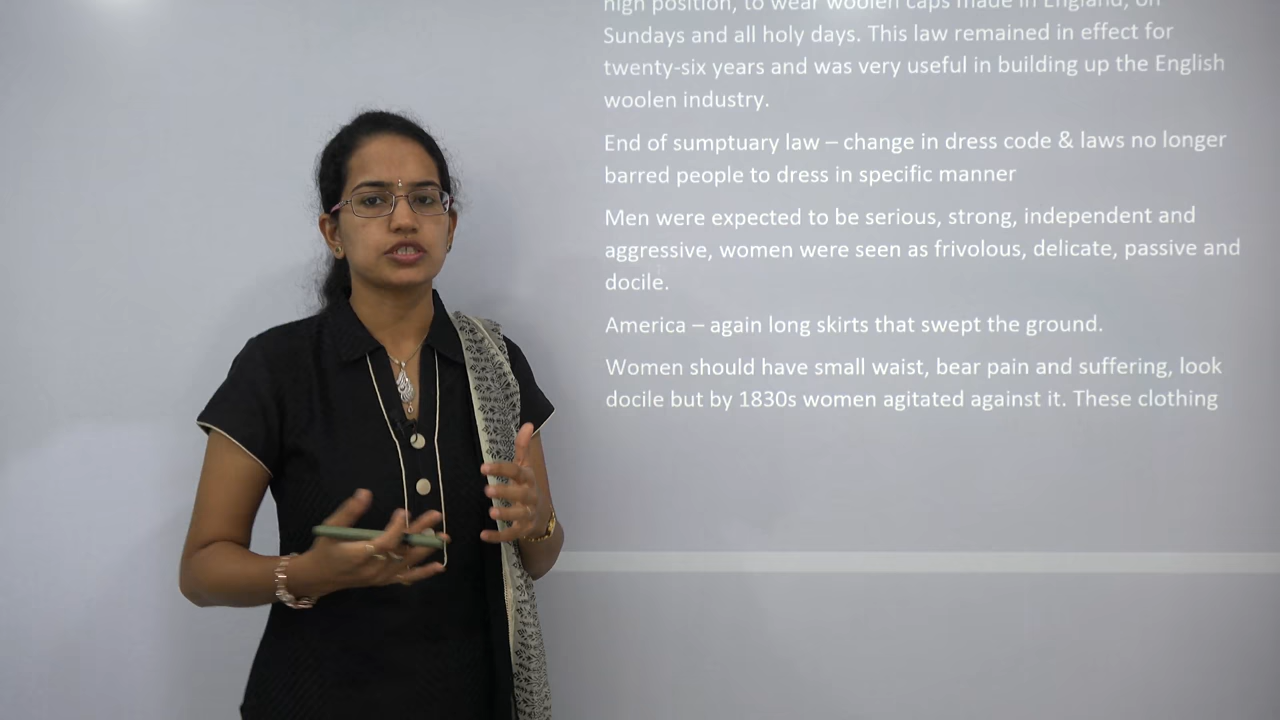 high position, to wear woolen caps made in England, on
Sundays and all holy days. This law remained in effect for
twenty-six years and was very useful in building up the English
woolen industry.
End of sumptuary law – change in dress code & laws no longer
barred people to dress in specific manner
Men were expected to be serious, strong, independent and
aggressive, women were seen as frivolous, delicate, passive and
docile.
America – again long skirts that swept the ground.
Women should have small waist, bear pain and suffering, look
docile but by 1830s women agitated against it. These clothing